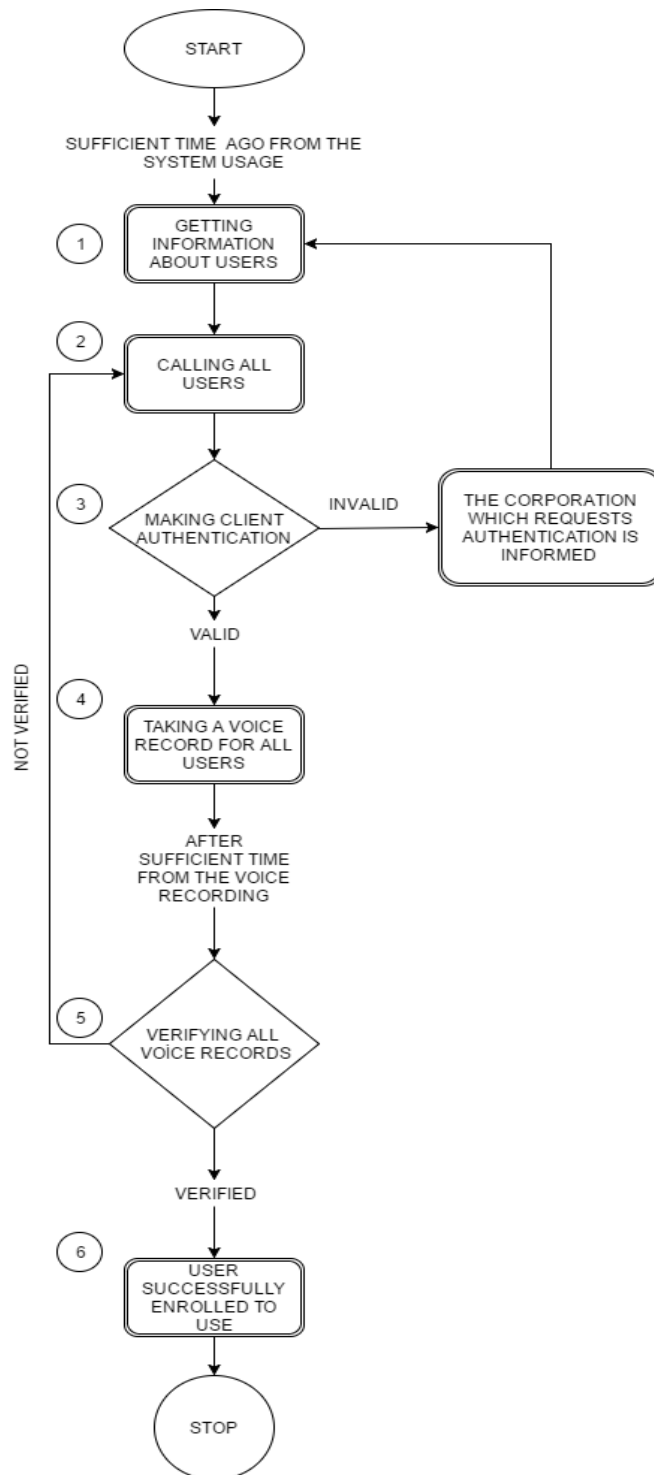 START
SUFFICIENT TIME AGO FROM THE
SYSTEM USAGE
1
GETTING
INFORMATION
ABOUT USERS
2
CALLING ALL
USERS
3
MAKING CLIENT
AUTHENTICATION
INVALID
THE CORPORATION
WHICH REQUESTS
AUTHENTICATION IS
INFORMED
VALID
NOT VERIFIED
4
TAKING A VOICE
RECORD FOR ALL
USERS
AFTER
SUFFICIENT TIME
FROM THE VOICE
RECORDING
5
VERIFYING ALL
VOİCE RECORDS
VERIFIED
6
USER
SUCCESSFULLY
ENROLLED TO
USE
STOP